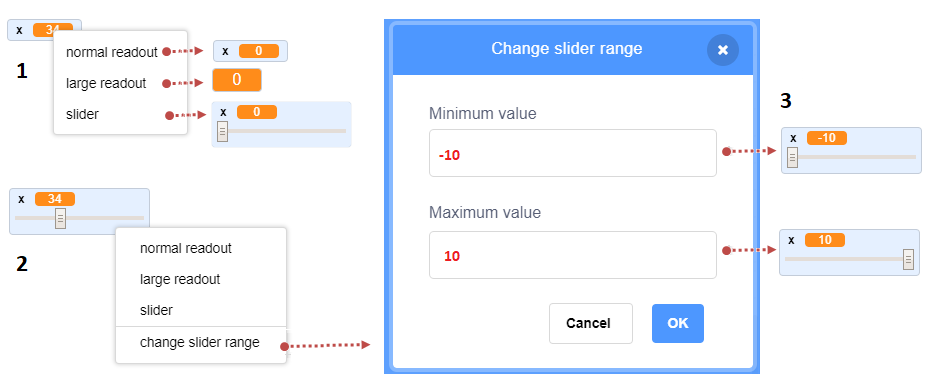 x 34
1
normal readout
large readout
slider
x 0
0
x 0
x 34
2
normal readout
large readout
slider
change slider range
Change slider range
Minimum value
-10
Maximum value
10
Cancel OK
3
x -10
x 10